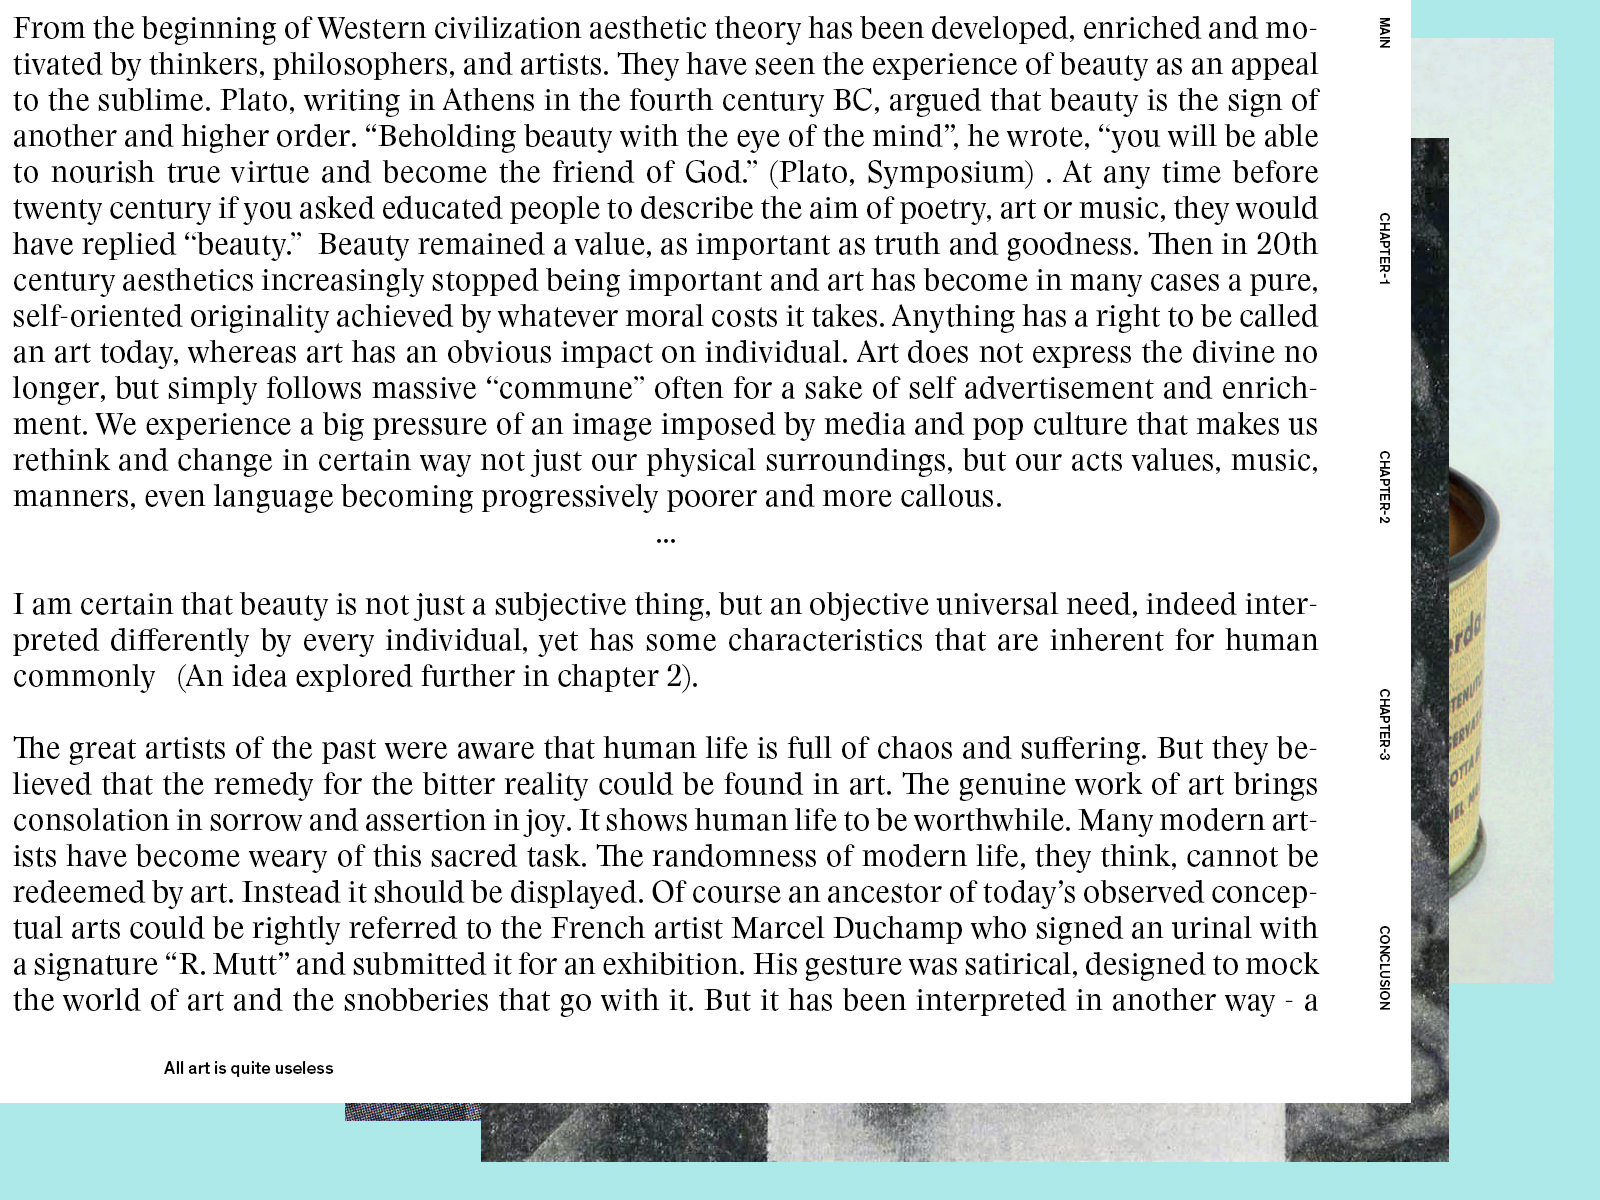 From the beginning of Western civilization aesthetic theory has been developed, enriched and mo-
tivated by thinkers, philosophers, and artists. They have seen the experience of beauty as an appeal
to the sublime. Plato, writing in Athens in the fourth century BC, argued that beauty is the sign of
another and higher order. “Beholding beauty with the eye of the mind”, he wrote, “you will be able
to nourish true virtue and become the friend of God.” (Plato, Symposium) . At any time before
twenty century if you asked educated people to describe the aim of poetry, art or music, they would
have replied “beauty.”  Beauty remained a value, as important as truth and goodness. Then in 20th
century aesthetics increasingly stopped being important and art has become in many cases a pure,
self-oriented originality achieved by whatever moral costs it takes. Anything has a right to be called
an art today, whereas art has an obvious impact on individual. Art does not express the divine no
longer, but simply follows massive “commune” often for a sake of self advertisement and enrich-
ment. We experience a big pressure of an image imposed by media and pop culture that makes us
rethink and change in certain way not just our physical surroundings, but our acts values, music,
manners, even language becoming progressively poorer and more callous.
...
I am certain that beauty is not just a subjective thing, but an objective universal need, indeed inter-
preted differently by every individual, yet has some characteristics that are inherent for human
commonly  (An idea explored further in chapter 2).
The great artists of the past were aware that human life is full of chaos and suffering. But they be-
lieved that the remedy for the bitter reality could be found in art. The genuine work of art brings
consolation in sorrow and assertion in joy. It shows human life to be worthwhile. Many modern art-
ists have become weary of this sacred task. The randomness of modern life, they think, cannot be
redeemed by art. Instead it should be displayed. Of course an ancestor of today’s observed concep-
tual arts could be rightly referred to the French artist Marcel Duchamp who signed an urinal with
a signature “R. Mutt” and submitted it for an exhibition. His gesture was satirical, designed to mock
the world of art and the snobberies that go with it. But it has been interpreted in another way - a
All art is quite useless
MAIN
CHAPTER-1
CHAPTER-2
CHAPTER-3
CONCLUSION
erda
TENUTO